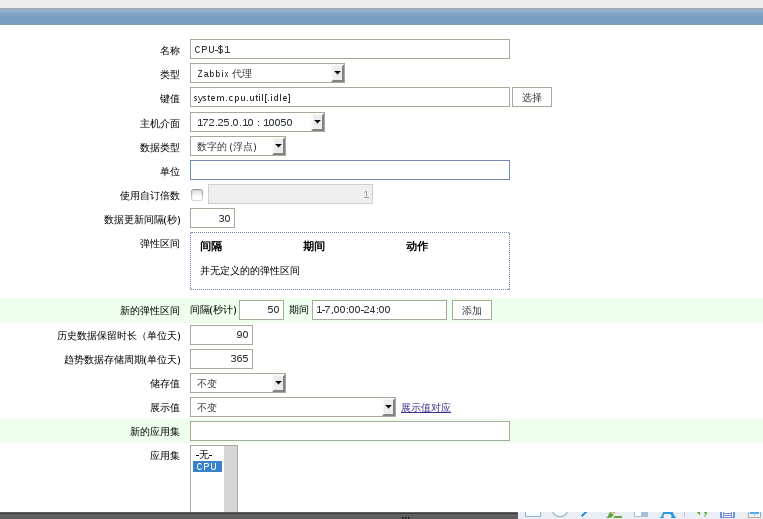 名称 CPU-$1
类型 Zabbix 代理
键值 system.cpu.util[.idle] 选择
主机介面 172.25.0.10 : 10050
数据类型 数字的 (浮点)
单位
使用自订倍数 1
数据更新间隔(秒) 30
弹性区间 间隔 期间 动作
并无定义的的弹性区间
新的弹性区间 间隔(秒计) 50 期间 1-7,00:00-24:00 添加
历史数据保留时长（单位天) 90
趋势数据存储周期(单位天) 365
储存值 不变
展示值 不变 展示值对应
新的应用集
应用集 -无-
CPU